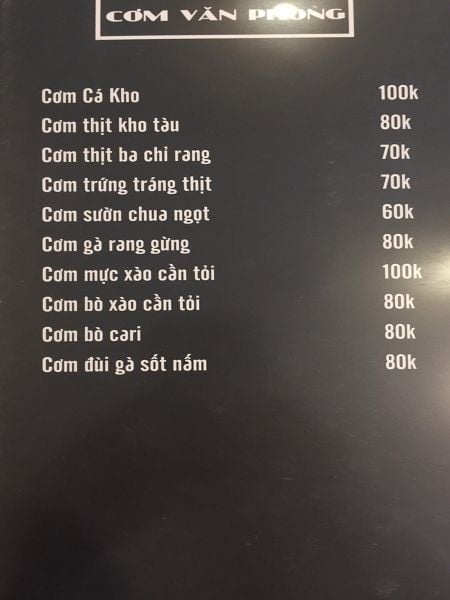 CƠM VĂN PHÒNG
Cơm Cá Kho 100k
Cơm thịt kho tàu 80k
Cơm thịt ba chỉ rang 70k
Cơm trứng tráng thịt 70k
Cơm sườn chua ngọt 60k
Cơm gà rang gừng 80k
Cơm mực xào cần tỏi 100k
Cơm bò xào cần tỏi 80k
Cơm bò cari 80k
Cơm đùi gà sốt nấm 80k